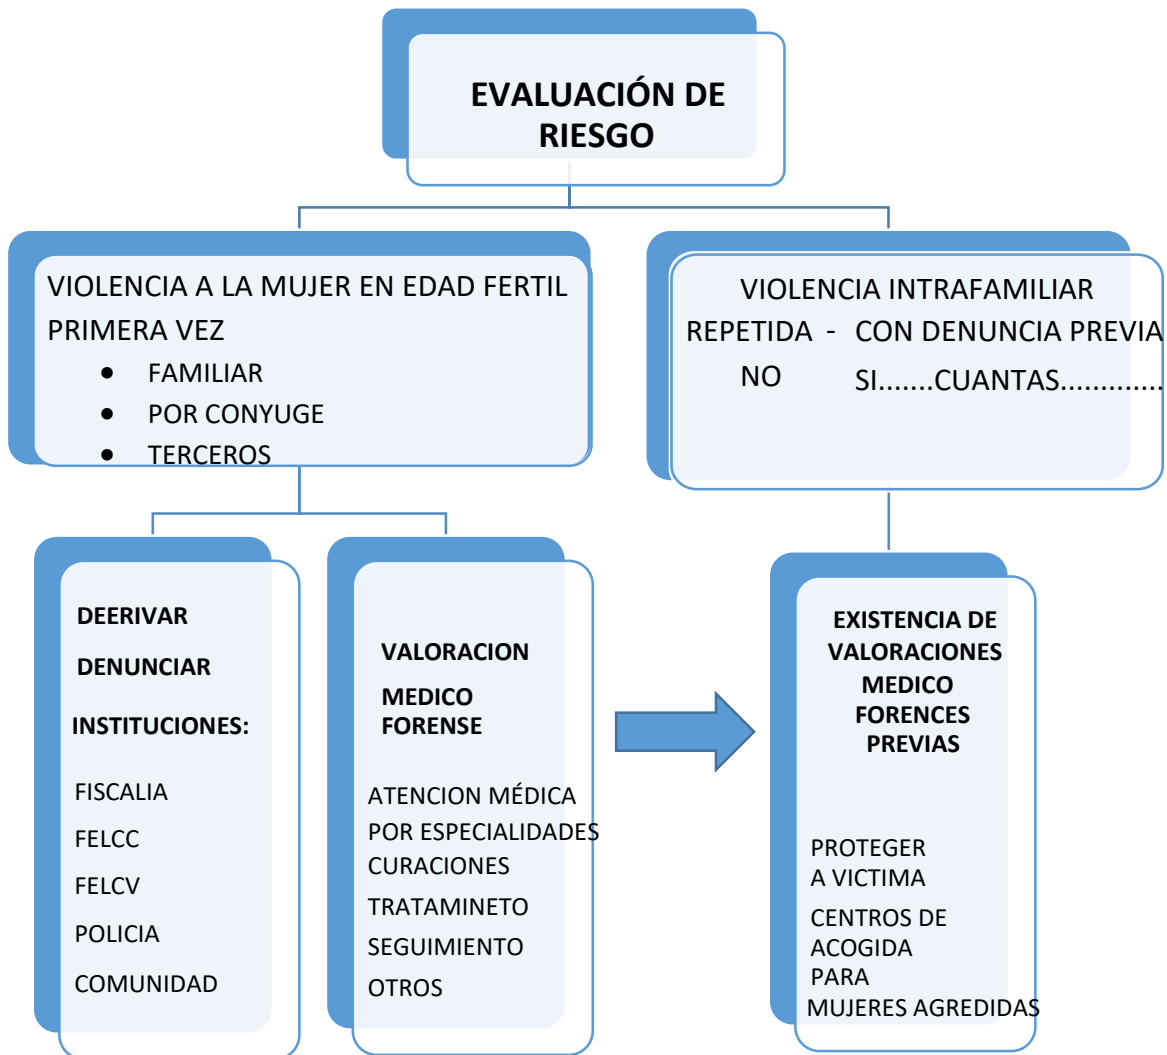 EVALUACIÓN DE
RIESGO
VIOLENCIA A LA MUJER EN EDAD FERTIL
PRIMERA VEZ
• FAMILIAR
• POR CONYUGE
• TERCEROS
VIOLENCIA INTRAFAMILIAR
REPETIDA - CON DENUNCIA PREVIA
NO SI.......CUANTAS.............
DEERIVAR
DENUNCIAR
INSTITUCIONES:
FISCALIA
FELCC
FELCV
POLICIA
COMUNIDAD
VALORACION
MEDICO
FORENSE
ATENCION MÉDICA
POR ESPECIALIDADES
CURACIONES
TRATAMINETO
SEGUIMIENTO
OTROS
EXISTENCIA DE
VALORACIONES
MEDICO
FORENCES
PREVIAS
PROTEGER
A VICTIMA
CENTROS DE
ACOGIDA
PARA
MUJERES AGREDIDAS